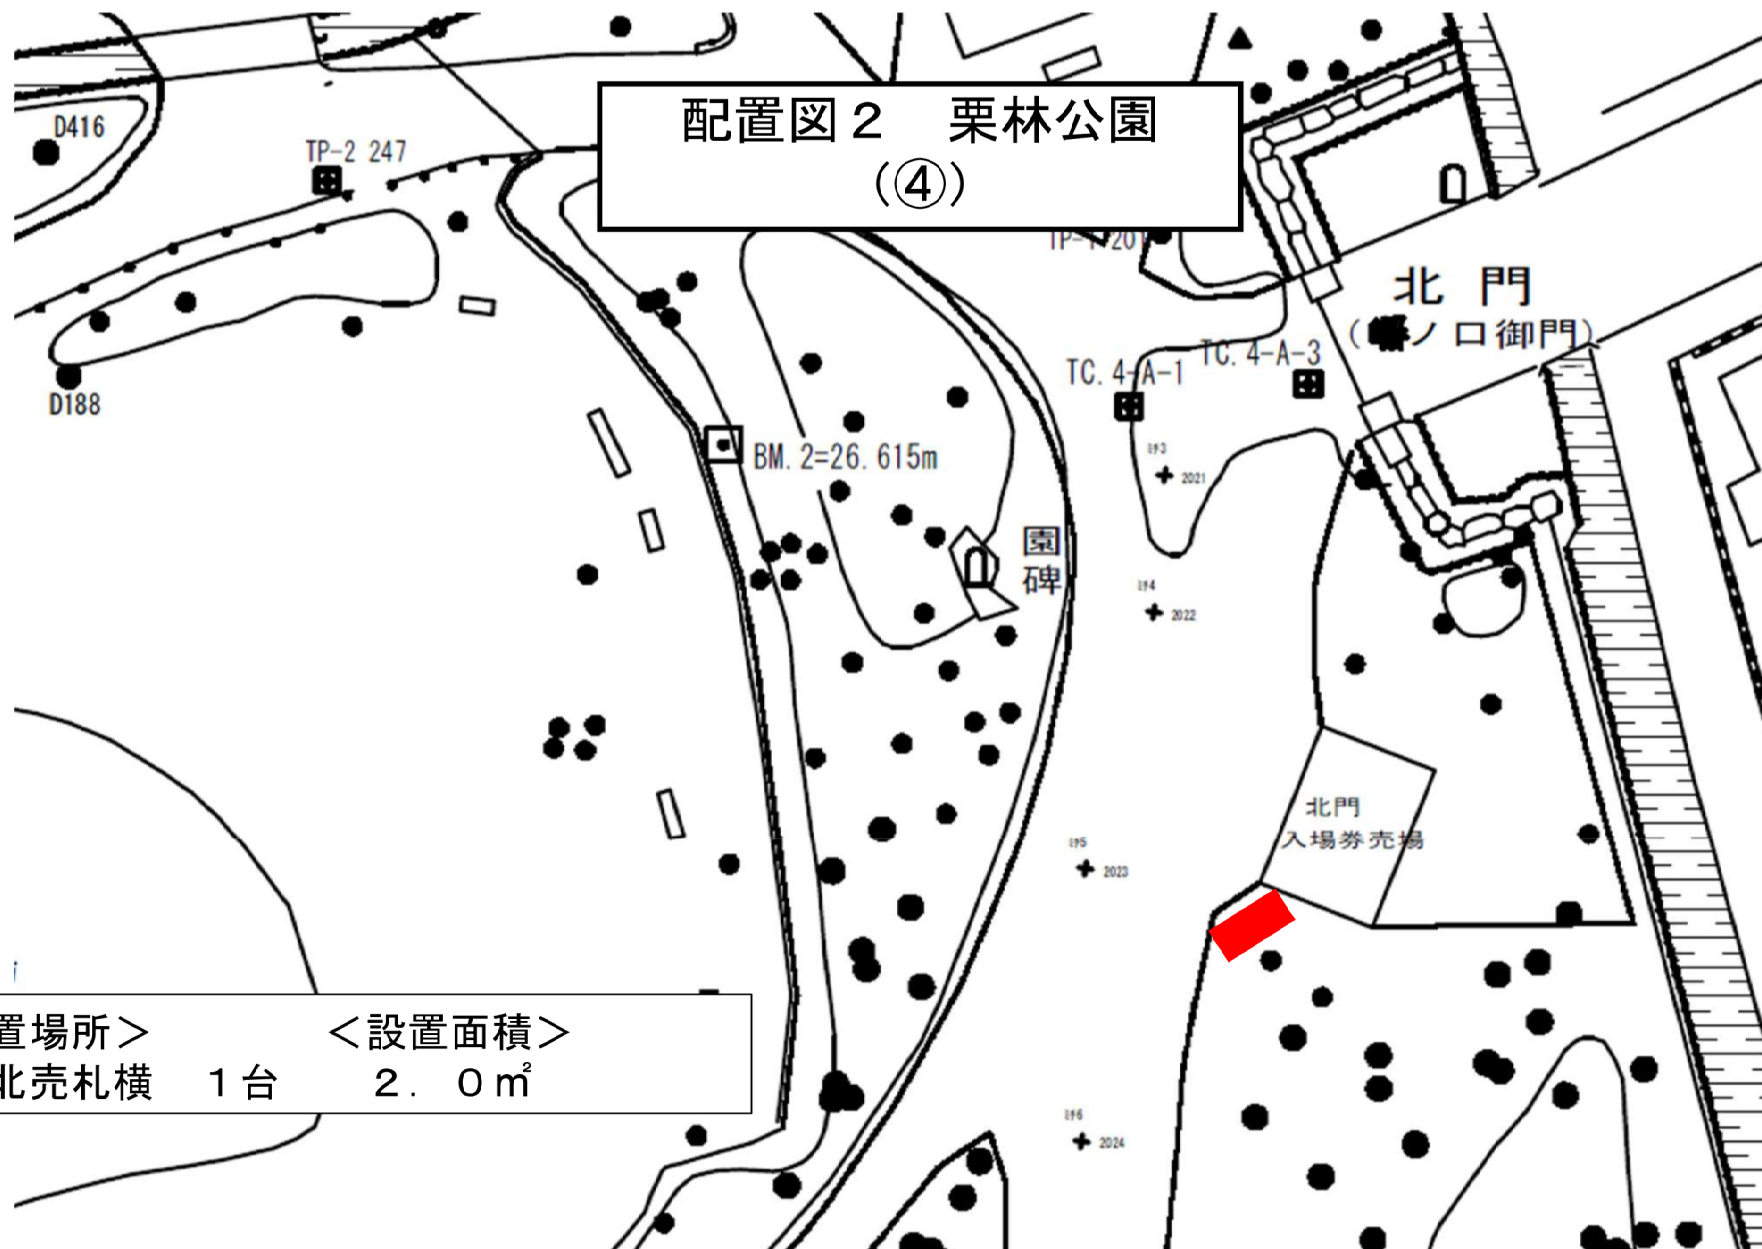 配置図２　栗林公園
（④）
D416
TP-2 247
D188
北 門
ノ口御門）
TC. 4-A-3
TC. 4-A-1
BM. 2=26. 615m
2021
園
碑
2022
北門
入場券売場
2023
置場所＞　＜設置面積＞
北売札横　１台　２．０㎡
2024